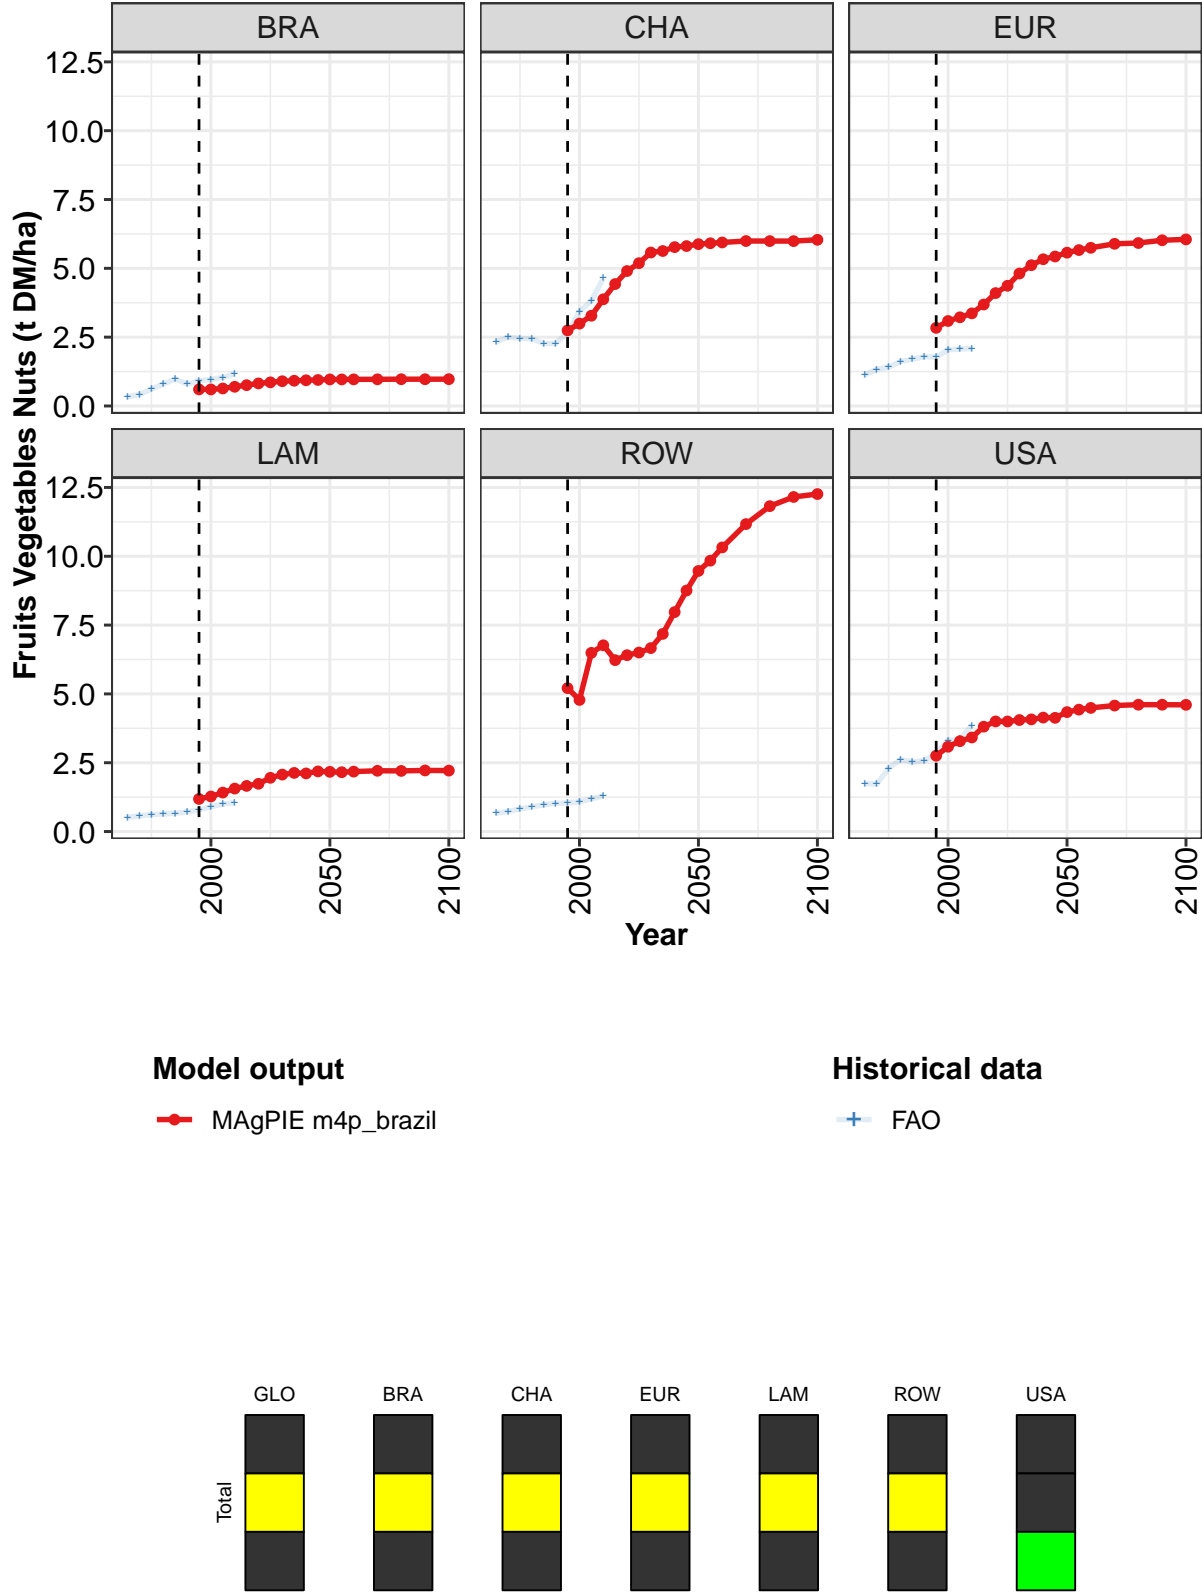 BRA CHA EUR
12.5
10.0
7.5
5.0
2.5
0.0
LAM ROW USA
12.5
10.0
7.5
5.0
2.5
0.0
Fruits Vegetables Nuts (t DM/ha)
2000 2050 2100 2000 2050 2100 2000 2050 2100
Year
Model output Historical data
MAgPIE m4p_brazil FAO
GLO BRA CHA EUR LAM ROW USA
Total